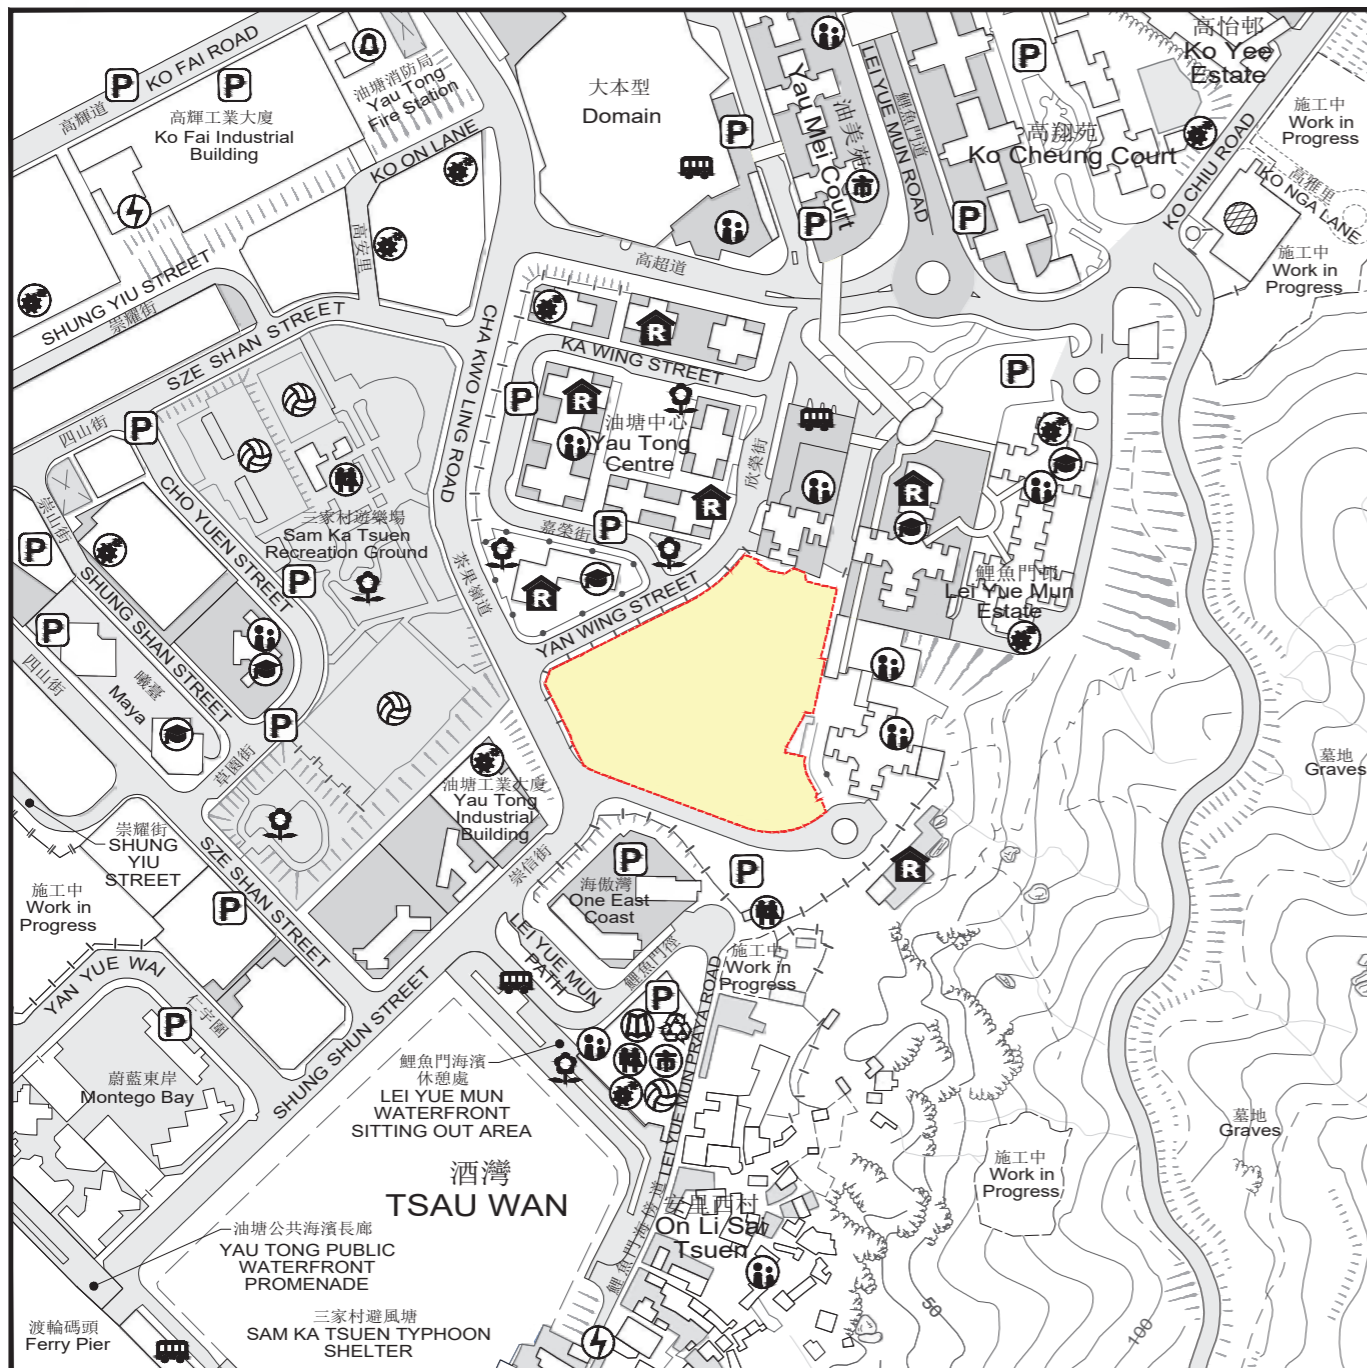 高輝道
KO FAI ROAD
高輝工業大廈
Ko Fai Industrial
Building
油塘消防局
Yau Tong
Fire Station
大本型
Domain
油美苑
Yau Mei Court
鯉魚門道
LEI YUE MUN ROAD
高怡邨
Ko Yee
Estate
高翔苑
Ko Cheung Court
施工中
Work in
Progress
KO CHIU ROAD
高雅里
KO NGA LANE
施工中
Work in
Progress
KO ON LANE
高安里
SHUNG YIU STREET
崇耀街
SZE SHAN STREET
四山街
高超道
CHA KWO LING ROAD
茶果嶺道
KA WING STREET
油塘中心
Yau Tong
Centre
欣榮街
嘉榮街
YAN WING STREET
三家村遊樂場
Sam Ka Tsuen
Recreation Ground
CHO YUEN STREET
草園街
崇山街
SHUNG SHAN STREET
四山街
曦臺
Maya
鯉魚門邨
Lei Yue Mun
Estate
墓地
Graves
油塘工業大廈
Yau Tong
Industrial
Building
崇耀街
SHUNG
YIU
STREET
SZE SHAN STREET
施工中
Work in
Progress
崇信街
SHUNG SHUN STREET
海傲灣
One East
Coast
LEI YUE MUN
PATH
鯉魚門徑
施工中
Work in
Progress
YAN YUE WAI
仁宇圍
蔚藍東岸
Montego Bay
鯉魚門海濱
休憩處
LEI YUE MUN
WATERFRONT
SITTING OUT AREA
LEI YUE MUN PRAYA ROAD
鯉魚門海傍道
酒灣
TSAU WAN
安里西村
On Li Sai
Tsuen
施工中
Work in
Progress
墓地
Graves
油塘公共海濱長廊
YAU TONG PUBLIC
WATERFRONT
PROMENADE
三家村避風塘
SAM KA TSUEN TYPHOON
SHELTER
渡輪碼頭
Ferry Pier
50
100